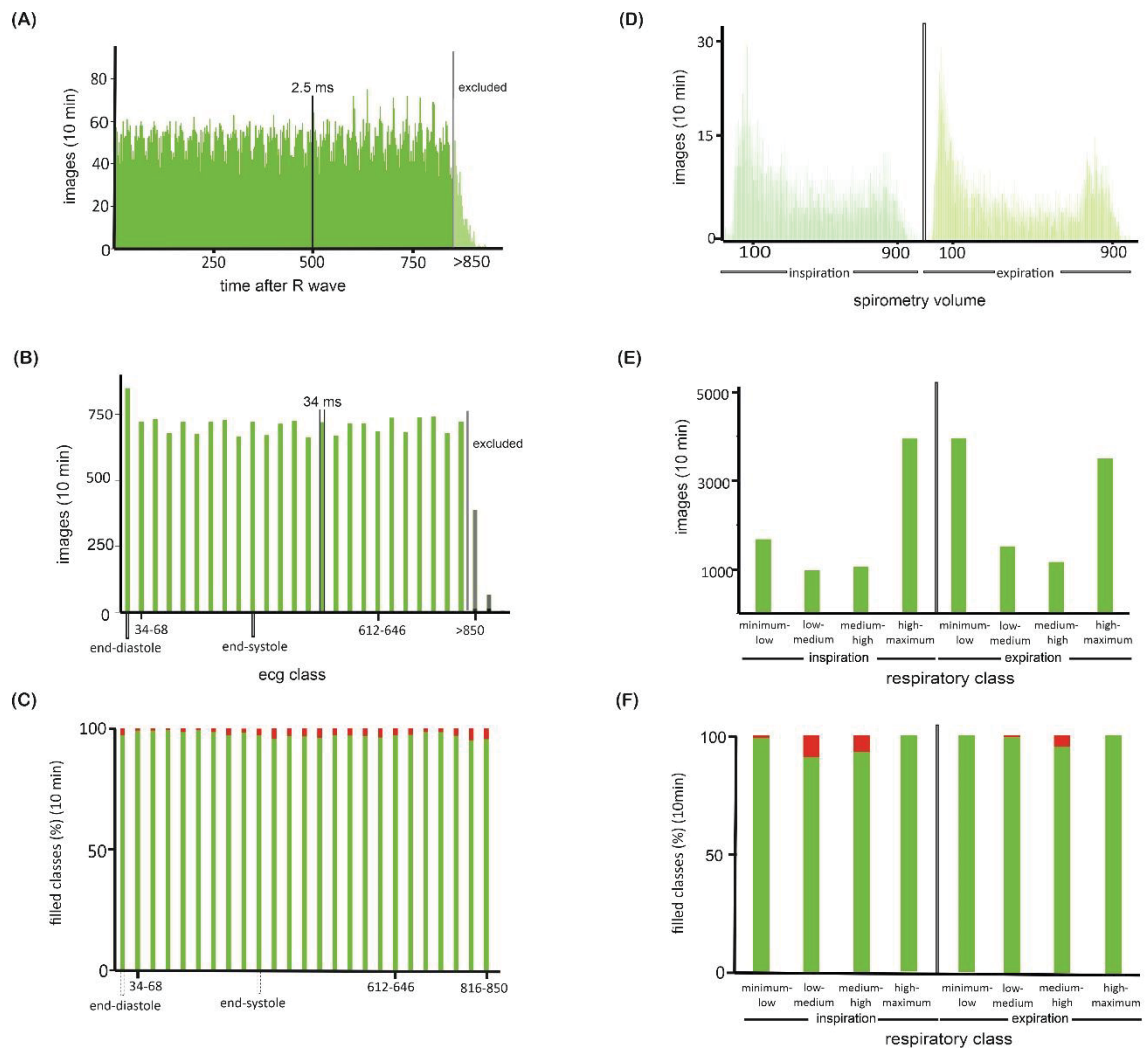 (A)
80
60
40
20
0
images (10 min)
2.5 ms
excluded
250
500
750
>850
time after R wave
(B)
750
500
250
0
images (10 min)
34 ms
excluded
34-68
612-646
>850
end-diastole
end-systole
ecg class
(C)
100
50
0
filled classes (%) (10 min)
34-68
612-646
816-850
end-diastole
end-systole
(D)
30
15
0
images (10 min)
100
900
100
900
inspiration
expiration
spirometry volume
(E)
5000
3000
1000
images (10 min)
minimum-
low
low-
medium
medium-
high
high-
maximum
minimum-
low
low-
medium
medium-
high
high-
maximum
inspiration
expiration
respiratory class
(F)
100
50
0
filled classes (%) (10min)
minimum-
low
low-
medium
medium-
high
high-
maximum
minimum-
low
low-
medium
medium-
high
high-
maximum
inspiration
expiration
respiratory class